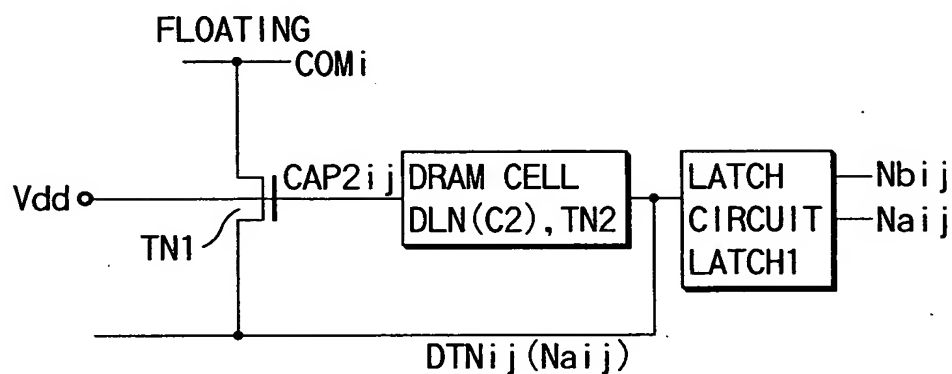 FLOATING
COMi
Vdd
TN1
CAP2ij
DRAM CELL
DLN(C2), TN2
LATCH
CIRCUIT
LATCH1
Nbij
Naij
DTNij(Naij)